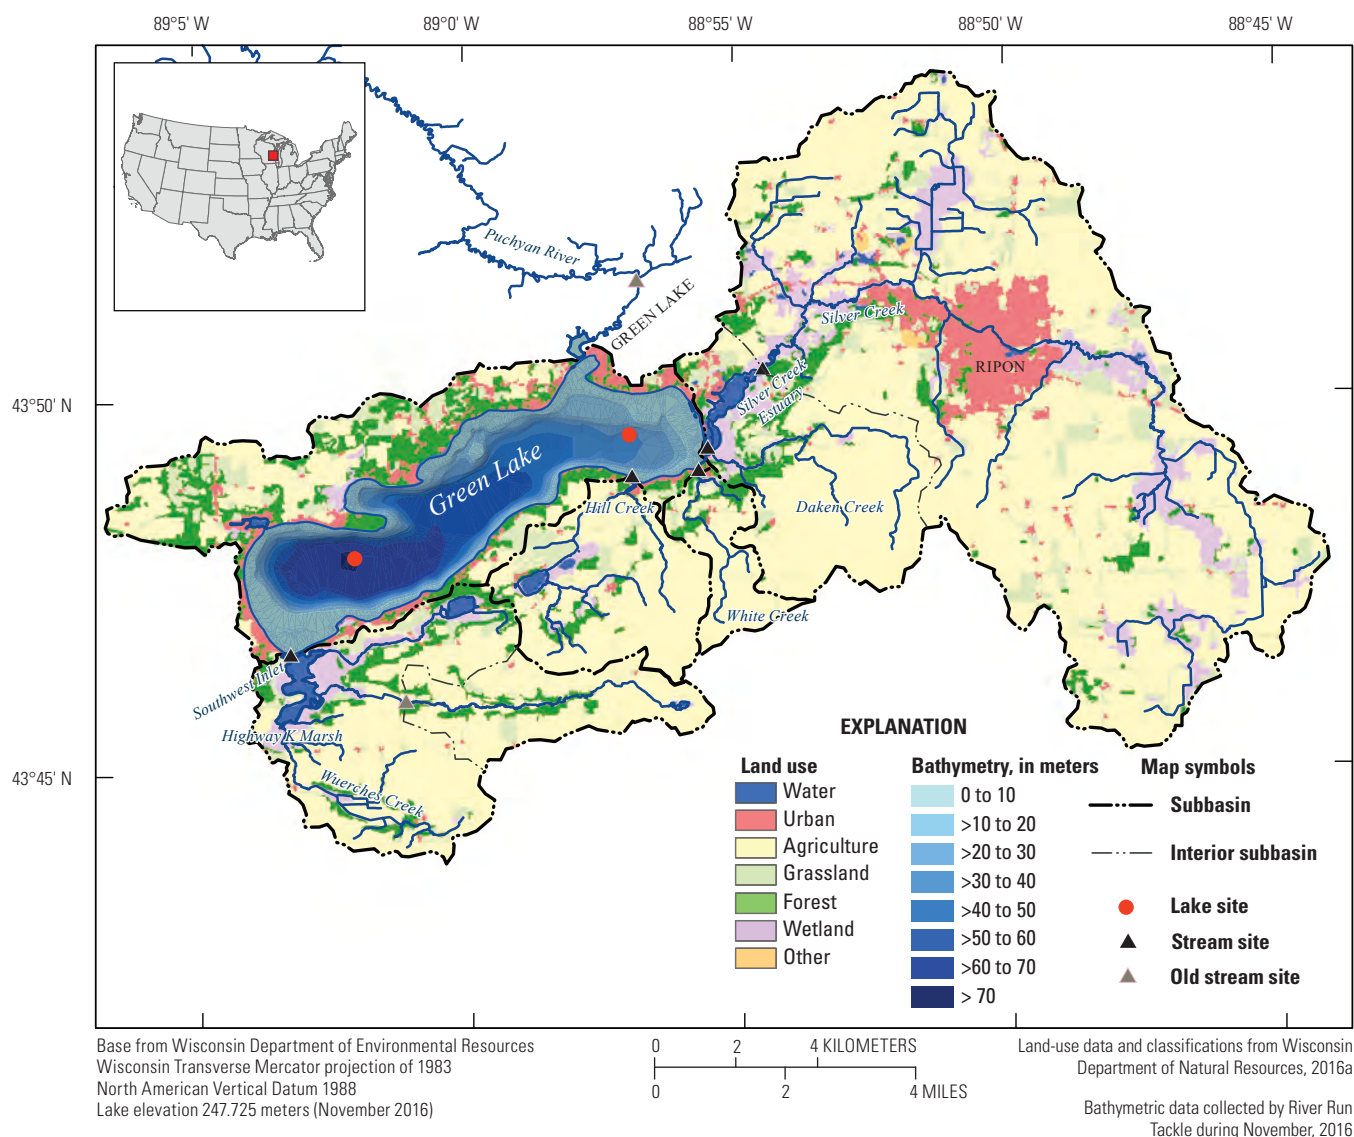 89°5' W
89°0' W
88°55' W
88°50' W
88°45' W
Puchyan River
GREEN LAKE
Silver Creek
RIPON
Silver Creek
Estuary
43°50' N
Green Lake
Hill Creek
Daken Creek
White Creek
Southwest Inlet
Highway K Marsh
43°45' N
Wuerches Creek
EXPLANATION
Land use
Water
Urban
Agriculture
Grassland
Forest
Wetland
Other
Bathymetry, in meters
0 to 10
>10 to 20
>20 to 30
>30 to 40
>40 to 50
>50 to 60
>60 to 70
> 70
Map symbols
Subbasin
Interior subbasin
Lake site
Stream site
Old stream site
Base from Wisconsin Department of Environmental Resources
Wisconsin Transverse Mercator projection of 1983
North American Vertical Datum 1988
Lake elevation 247.725 meters (November 2016)
0 2 4 KILOMETERS
0 2 4 MILES
Land-use data and classifications from Wisconsin
Department of Natural Resources, 2016a
Bathymetric data collected by River Run
Tackle during November, 2016